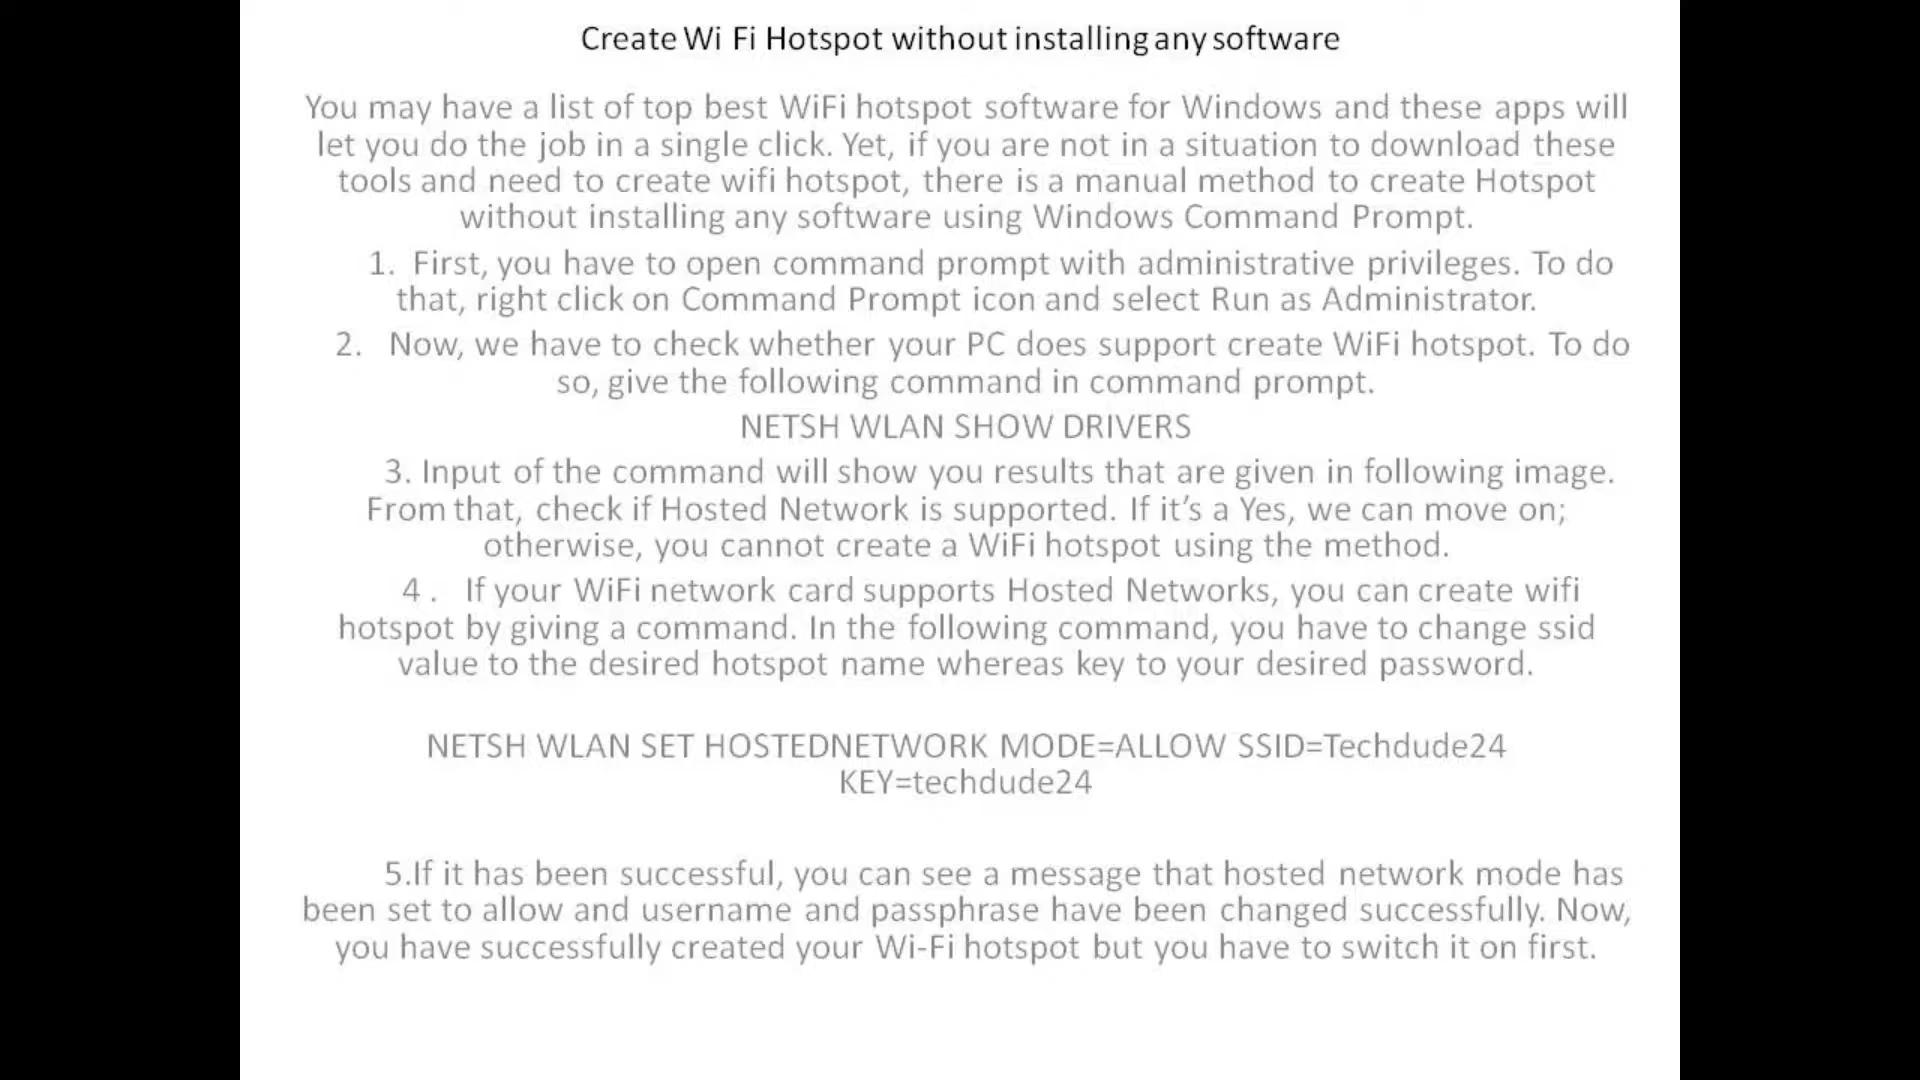 Create Wi Fi Hotspot without installing any software
You may have a list of top best WiFi hotspot software for Windows and these apps will
let you do the job in a single click. Yet, if you are not in a situation to download these
tools and need to create wifi hotspot, there is a manual method to create Hotspot
without installing any software using Windows Command Prompt.
1. First, you have to open command prompt with administrative privileges. To do
that, right click on Command Prompt icon and select Run as Administrator.
2. Now, we have to check whether your PC does support create WiFi hotspot. To do
so, give the following command in command prompt.
NETSH WLAN SHOW DRIVERS
3. Input of the command will show you results that are given in following image.
From that, check if Hosted Network is supported. If it’s a Yes, we can move on;
otherwise, you cannot create a WiFi hotspot using the method.
4 . If your WiFi network card supports Hosted Networks, you can create wifi
hotspot by giving a command. In the following command, you have to change ssid
value to the desired hotspot name whereas key to your desired password.
NETSH WLAN SET HOSTEDNETWORK MODE=ALLOW SSID=Techdude24
KEY=techdude24
5.If it has been successful, you can see a message that hosted network mode has
been set to allow and username and passphrase have been changed successfully. Now,
you have successfully created your Wi-Fi hotspot but you have to switch it on first.